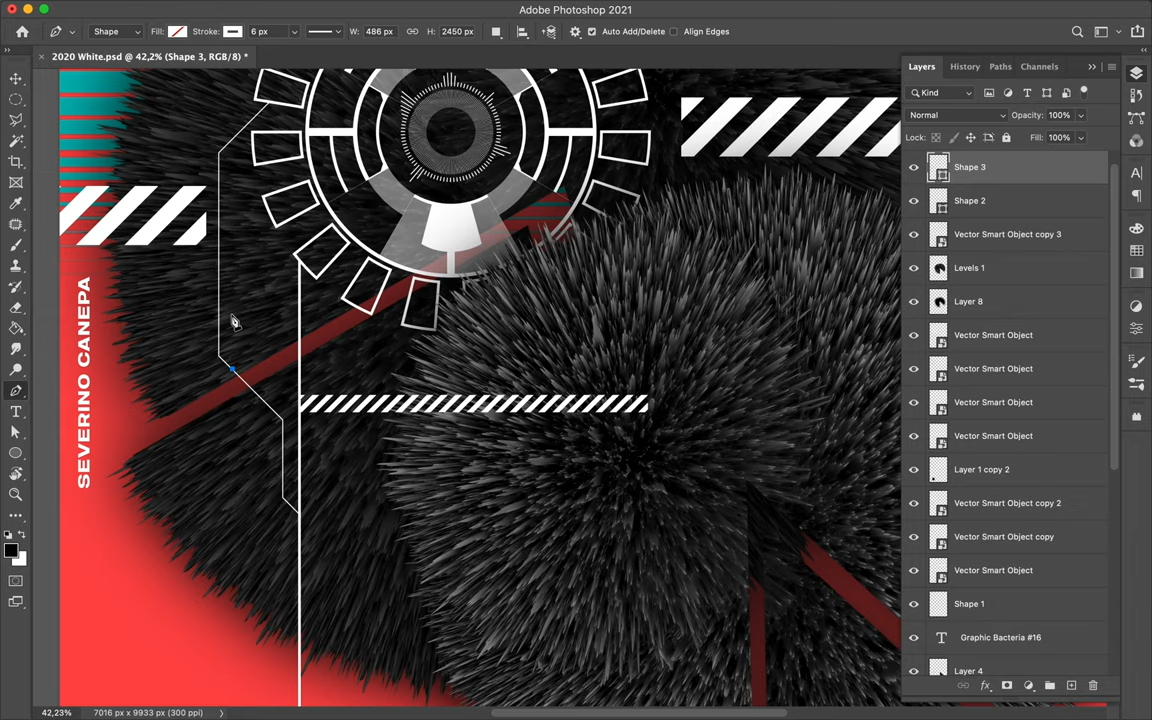 Adobe Photoshop 2021
Shape
Fill:
Stroke:
6 px
W: 486 px
H: 2450 px
Auto Add/Delete
Align Edges
2020 White.psd @ 42,2% (Shape 3, RGB/8) *
SEVERINO CANEPA
Layers
History
Paths
Channels
Kind
Normal
Opacity: 100%
Lock:
Fill: 100%
Shape 3
Shape 2
Vector Smart Object copy 3
Levels 1
Layer 8
Vector Smart Object
Vector Smart Object
Vector Smart Object
Vector Smart Object
Layer 1 copy 2
Vector Smart Object copy 2
Vector Smart Object copy
Vector Smart Object
Shape 1
Graphic Bacteria #16
Layer 4
42,23%
7016 px x 9933 px (300 ppi)